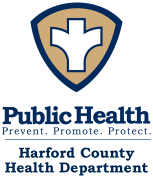 Public Health
Prevent. Promote. Protect.
Harford County
Health Department